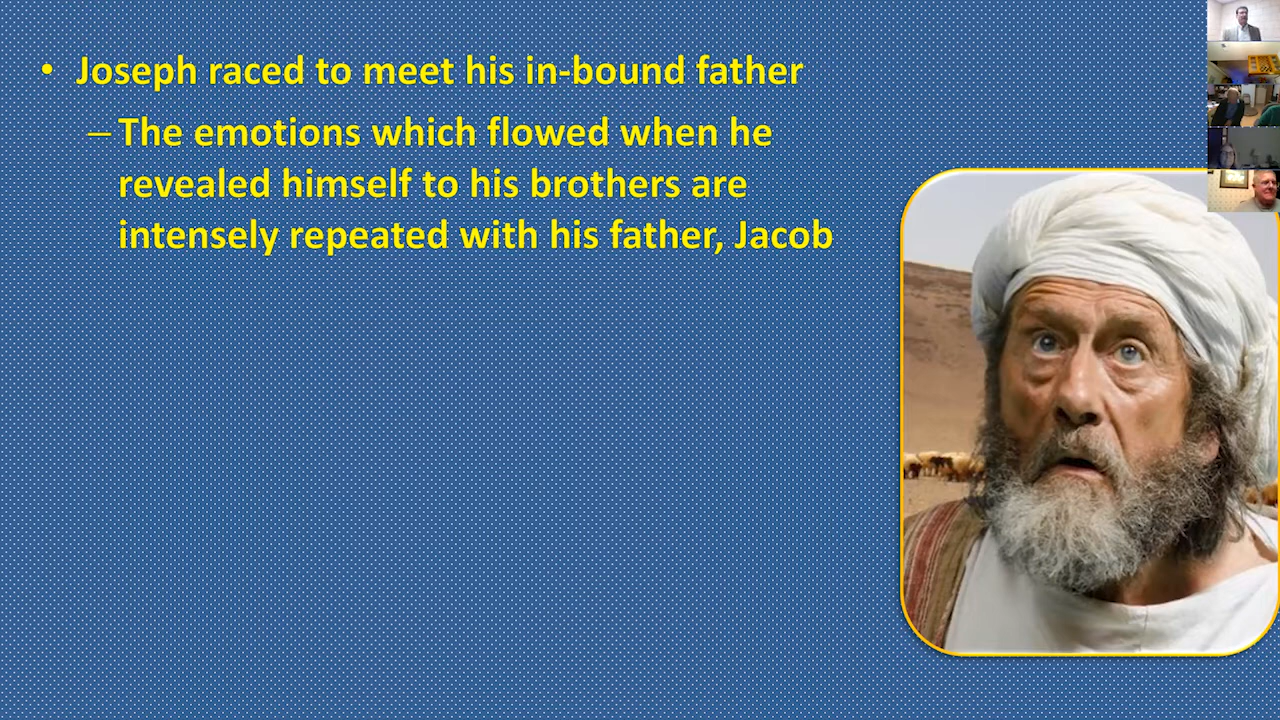 • Joseph raced to meet his in-bound father
– The emotions which flowed when he
revealed himself to his brothers are
intensely repeated with his father, Jacob